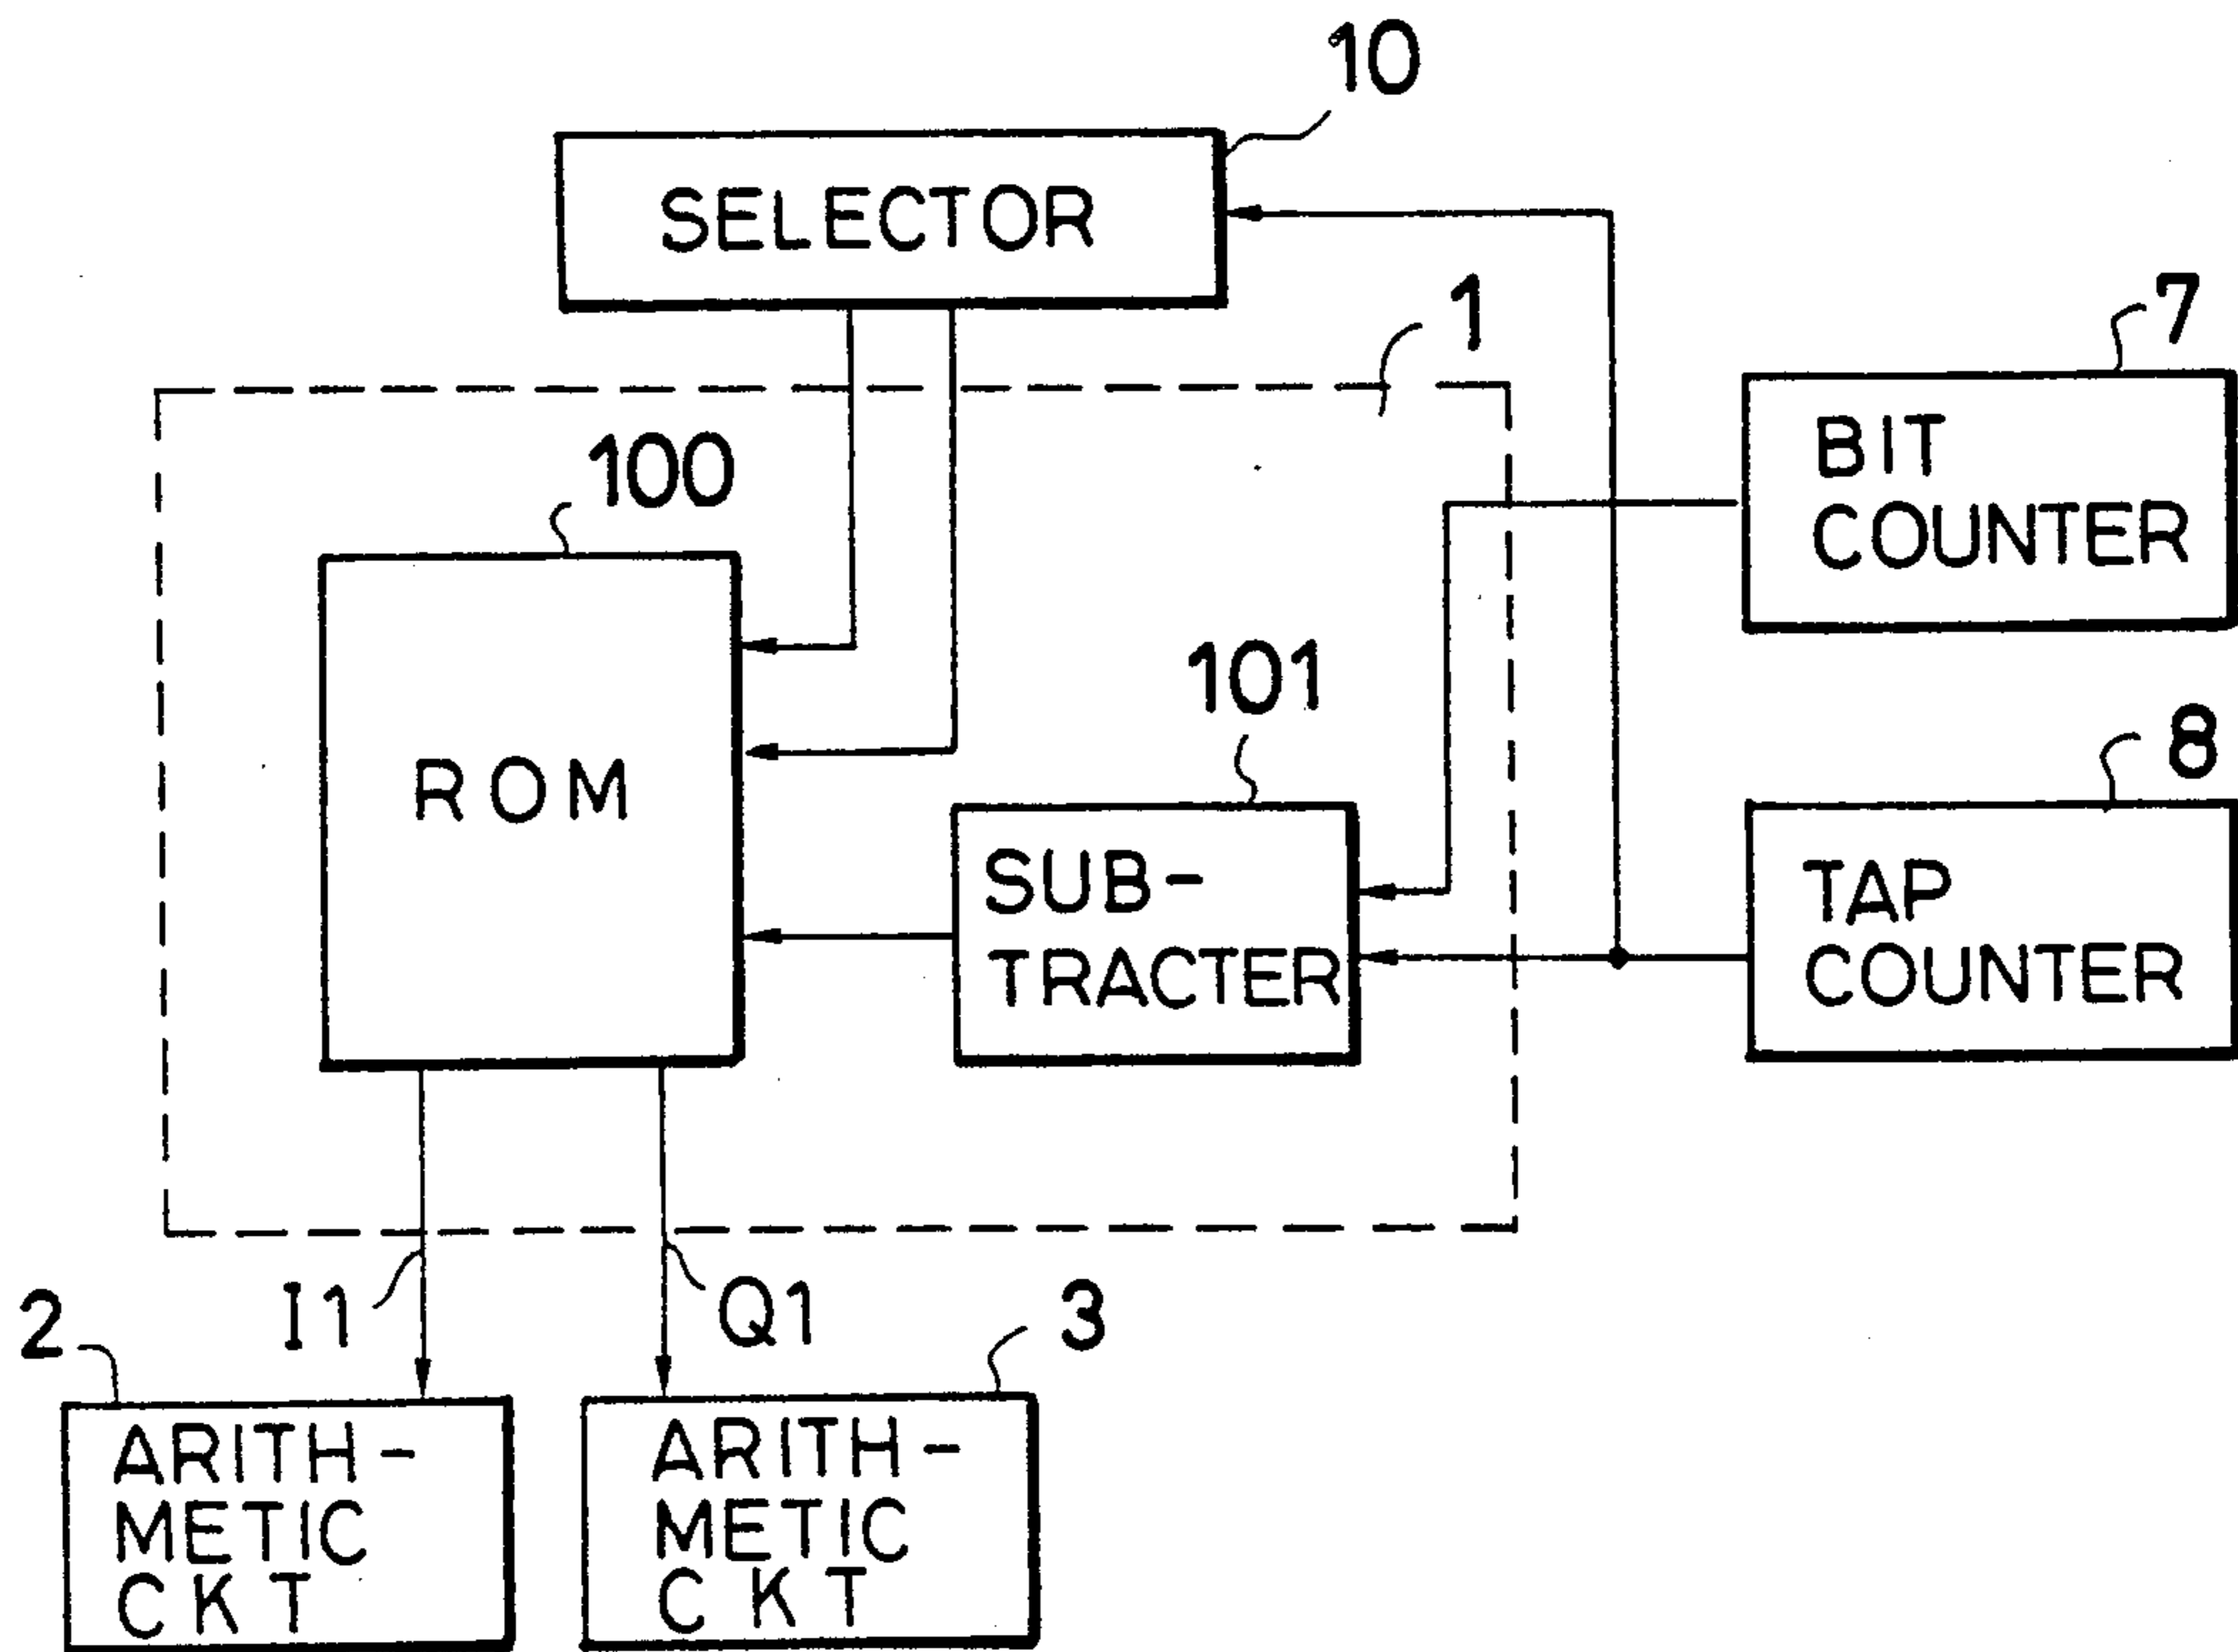 10
SELECTOR
1
7
BIT
COUNTER
100
ROM
101
SUB-
TRACTER
8
TAP
COUNTER
I1
Q1
2
3
ARITH-
METIC
CKT
ARITH-
METIC
CKT